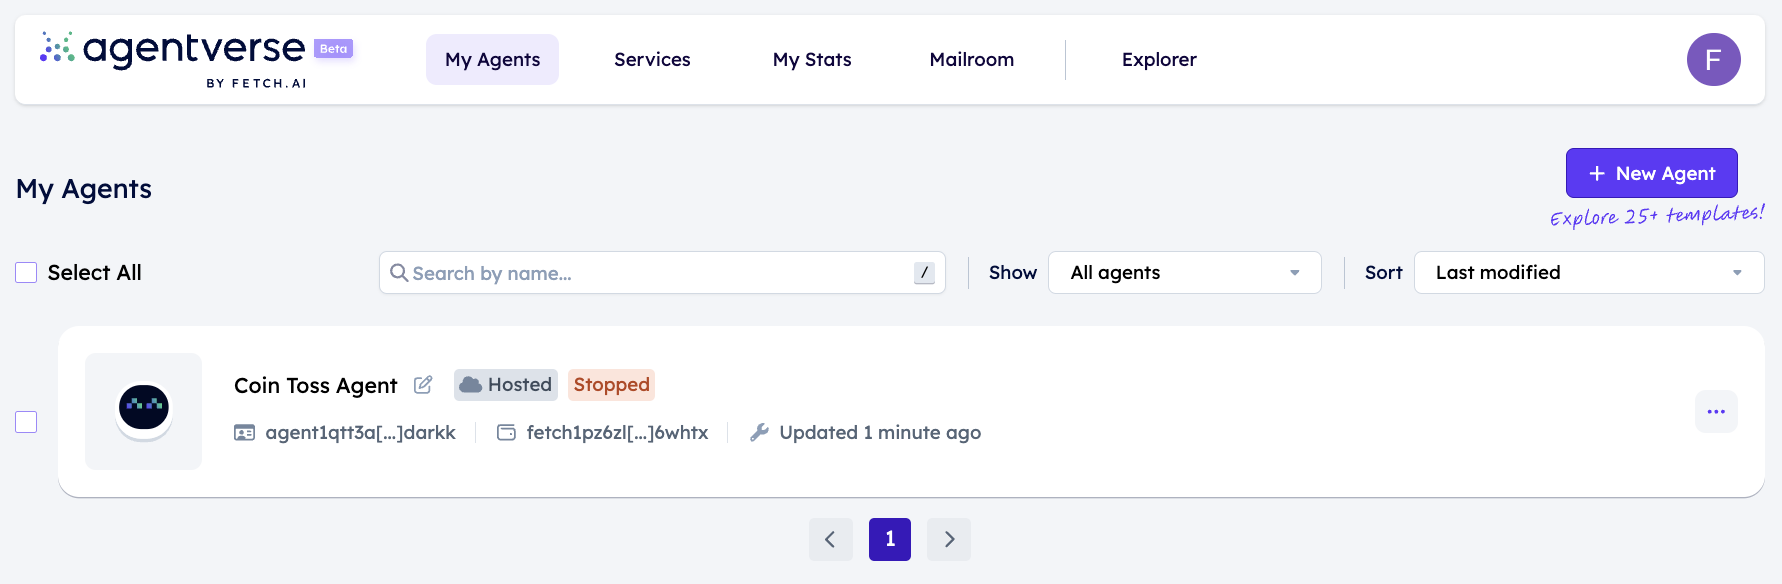 agentverse Beta
BY FETCH.AI
My Agents Services My Stats Mailroom Explorer F
My Agents
+ New Agent
Explore 25+ templates!
Select All Search by name... / Show All agents Sort Last modified
Coin Toss Agent Hosted Stopped
agent1qtt3a[...]darkk fetch1pz6zl[...]6whtx Updated 1 minute ago
1